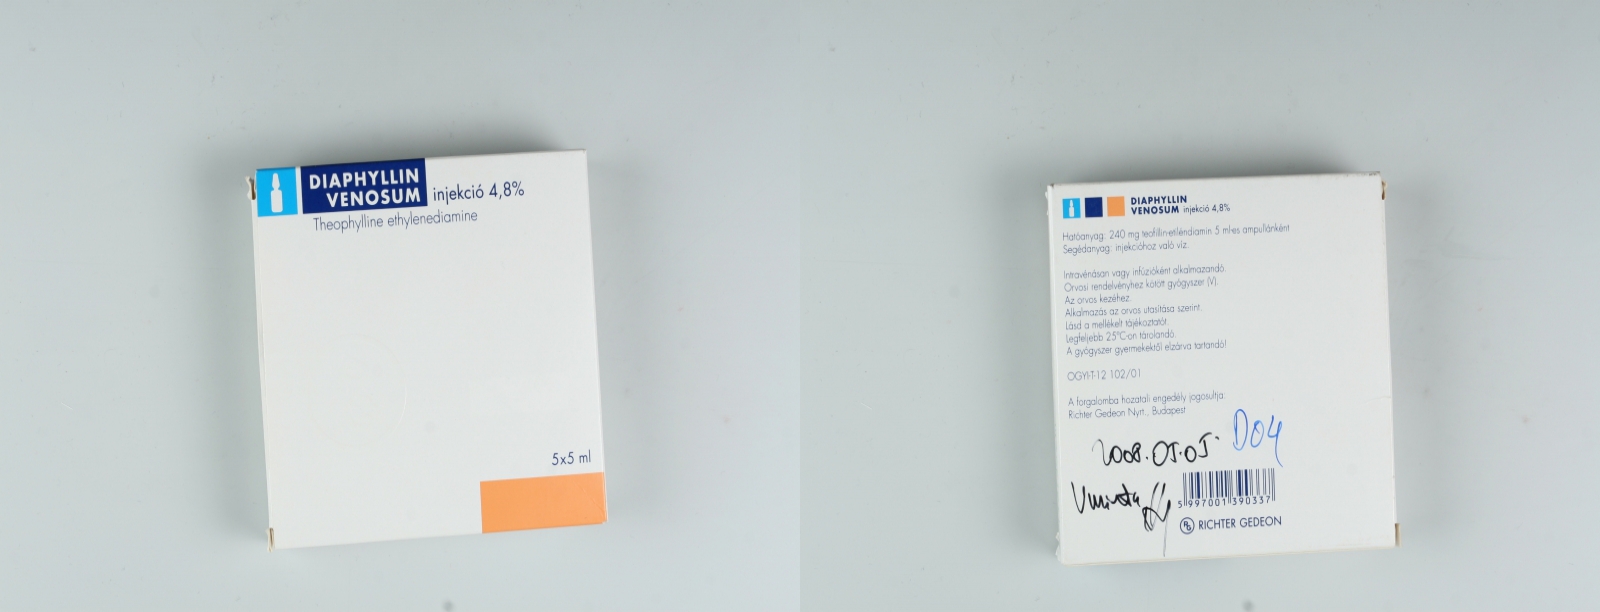 DIAPHYLLIN
VENOSUM injekció 4,8%
Theophylline ethylenediamine
5x5 ml
DIAPHYLLIN
VENOSUM injekció 4,8%
Hatóanyag: 240 mg teofillin-etiléndiamin 5 ml-es ampullánként
Segédanyag: injekcióhoz való víz.
Intravénásan vagy infúzióként alkalmazandó.
Orvosi rendelvényhez kötött gyógyszer (V).
Az orvos kezéhez.
Alkalmazás az orvos utasítása szerint.
Lásd a mellékelt tájékoztatót.
Legfeljebb 25°C-on tárolandó.
A gyógyszer gyermekektől elzárva tartandó!
OGYI-T-12 102/01
A forgalomba hozatali engedély jogosultja:
Richter Gedeon Nyrt., Budapest
D04
2008.05.05.
5 997001 390337
RG RICHTER GEDEON